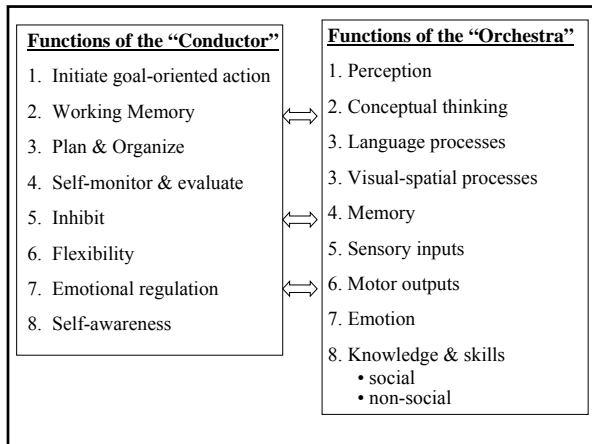 Functions of the “Conductor”
1. Initiate goal-oriented action
2. Working Memory
3. Plan & Organize
4. Self-monitor & evaluate
5. Inhibit
6. Flexibility
7. Emotional regulation
8. Self-awareness
Functions of the “Orchestra”
1. Perception
2. Conceptual thinking
3. Language processes
3. Visual-spatial processes
4. Memory
5. Sensory inputs
6. Motor outputs
7. Emotion
8. Knowledge & skills
• social
• non-social